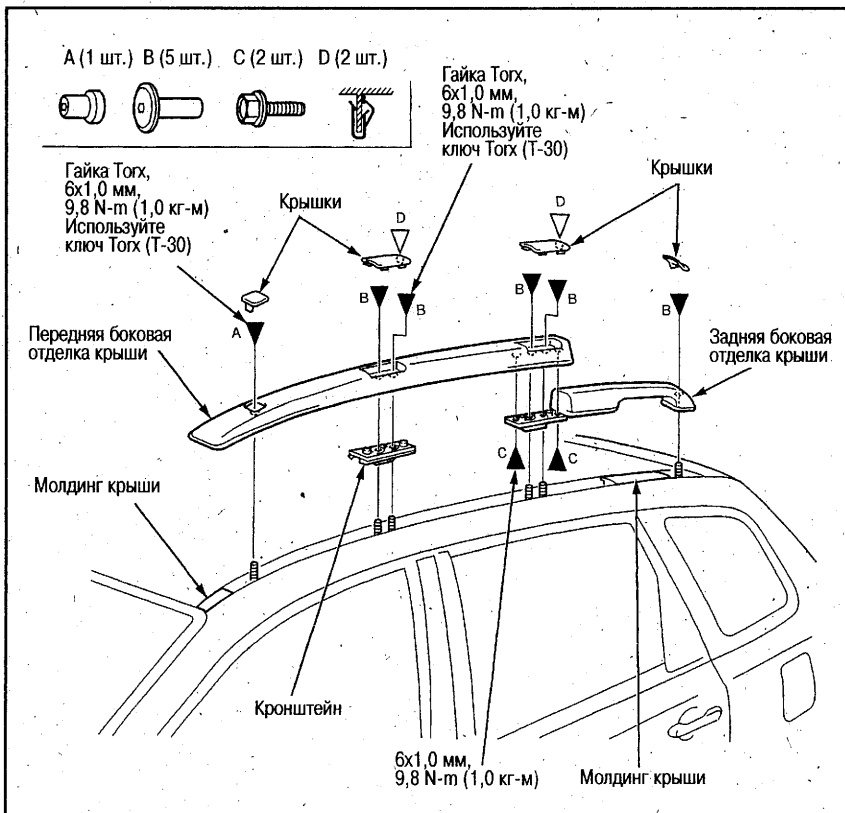 A (1 шт.) B (5 шт.) C (2 шт.) D (2 шт.)
Гайка Torx,
6x1,0 мм,
9,8 N-m (1,0 кг-м)
Используйте
ключ Torx (T-30)
Гайка Torx,
6x1,0 мм,
9,8 N-m (1,0 кг-м)
Используйте
ключ Torx (T-30)
Крышки
Крышки
D
D
A
B
B
B
B
B
Передняя боковая
отделка крыши
Задняя боковая
отделка крыши
C
C
Молдинг крыши
Кронштейн
6x1,0 мм,
9,8 N-m (1,0 кг-м)
Молдинг крыши